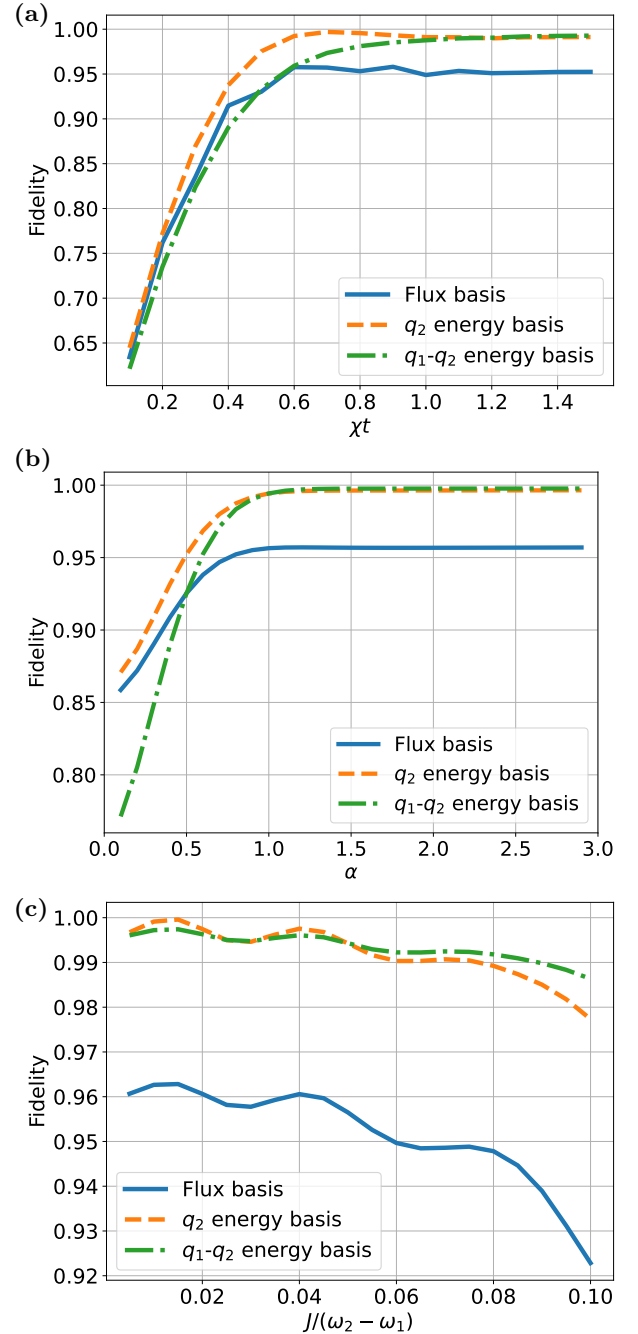 (a)
1.00
0.95
0.90
0.85
0.80
0.75
0.70
0.65
Fidelity
Flux basis
q₂ energy basis
q₁-q₂ energy basis
0.2 0.4 0.6 0.8 1.0 1.2 1.4
χt
(b)
1.00
0.95
0.90
0.85
0.80
Fidelity
Flux basis
q₂ energy basis
q₁-q₂ energy basis
0.0 0.5 1.0 1.5 2.0 2.5 3.0
α
(c)
1.00
0.99
0.98
0.97
0.96
0.95
0.94
0.93
0.92
Fidelity
Flux basis
q₂ energy basis
q₁-q₂ energy basis
0.02 0.04 0.06 0.08 0.10
J/(ω₂ − ω₁)